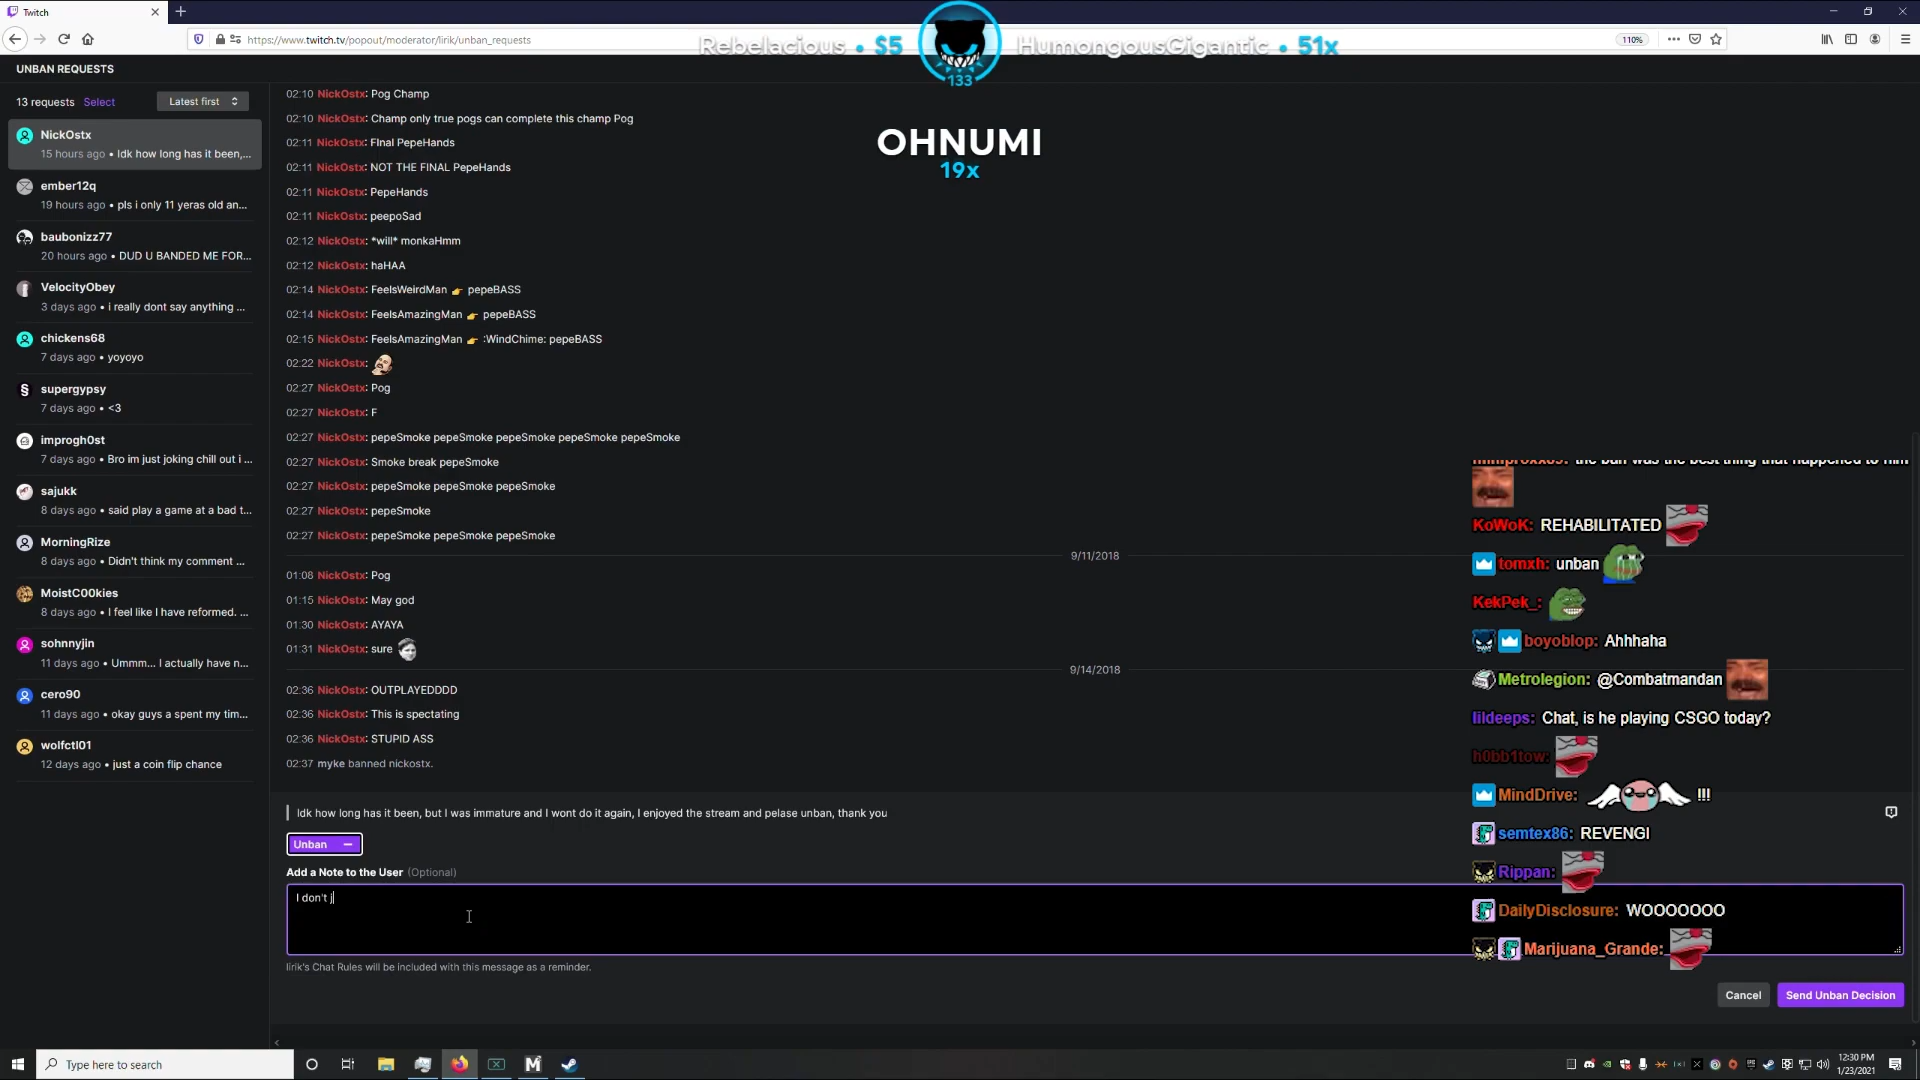 Twitch
https://www.twitch.tv/popout/moderator/lirik/unban_requests
110%
Rebelacious • $5
133
HumongousGigantic • 51x
OHNUMI
19x
UNBAN REQUESTS
13 requests Select
Latest first
NickOstx
15 hours ago • Idk how long has it been,...
ember12q
19 hours ago • pls i only 11 yeras old an...
baubonizz77
20 hours ago • DUD U BANDED ME FOR...
VelocityObey
3 days ago • i really dont say anything ...
chickens68
7 days ago • yoyoyo
supergypsy
7 days ago • <3
improgh0st
7 days ago • Bro im just joking chill out i ...
sajukk
8 days ago • said play a game at a bad t...
MorningRize
8 days ago • Didn't think my comment ...
MoistC00kies
8 days ago • I feel like I have reformed. ...
sohnnyjin
11 days ago • Ummm... I actually have n...
cero90
11 days ago • okay guys a spent my tim...
wolfctl01
12 days ago • just a coin flip chance
02:10 NickOstx: Pog Champ
02:10 NickOstx: Champ only true pogs can complete this champ Pog
02:11 NickOstx: FInal PepeHands
02:11 NickOstx: NOT THE FINAL PepeHands
02:11 NickOstx: PepeHands
02:11 NickOstx: peepoSad
02:12 NickOstx: *will* monkaHmm
02:12 NickOstx: haHAA
02:14 NickOstx: FeelsWeirdMan 👉 pepeBASS
02:14 NickOstx: FeelsAmazingMan 👉 pepeBASS
02:15 NickOstx: FeelsAmazingMan 👉 :WindChime: pepeBASS
02:22 NickOstx:
02:27 NickOstx: Pog
02:27 NickOstx: F
02:27 NickOstx: pepeSmoke pepeSmoke pepeSmoke pepeSmoke pepeSmoke
02:27 NickOstx: Smoke break pepeSmoke
02:27 NickOstx: pepeSmoke pepeSmoke pepeSmoke
02:27 NickOstx: pepeSmoke
02:27 NickOstx: pepeSmoke pepeSmoke pepeSmoke
9/11/2018
01:08 NickOstx: Pog
01:15 NickOstx: May god
01:30 NickOstx: AYAYA
01:31 NickOstx: sure
9/14/2018
02:36 NickOstx: OUTPLAYEDDDD
02:36 NickOstx: This is spectating
02:36 NickOstx: STUPID ASS
02:37 myke banned nickostx.
Idk how long has it been, but I was immature and I wont do it again, I enjoyed the stream and pelase unban, thank you
Unban
Add a Note to the User (Optional)
I don't j
lirik's Chat Rules will be included with this message as a reminder.
Cancel
Send Unban Decision
the ban was the best thing that happened to him
KoWoK: REHABILITATED
tomxh: unban
KekPek_:
boyoblop: Ahhhaha
Metrolegion: @Combatmandan
lildeeps: Chat, is he playing CSGO today?
h0bb1tow:
MindDrive: !!!
semtex86: REVENGI
Rippan:
DailyDisclosure: WOOOOOOO
Marijuana_Grande:
Type here to search
12:30 PM
1/23/2021